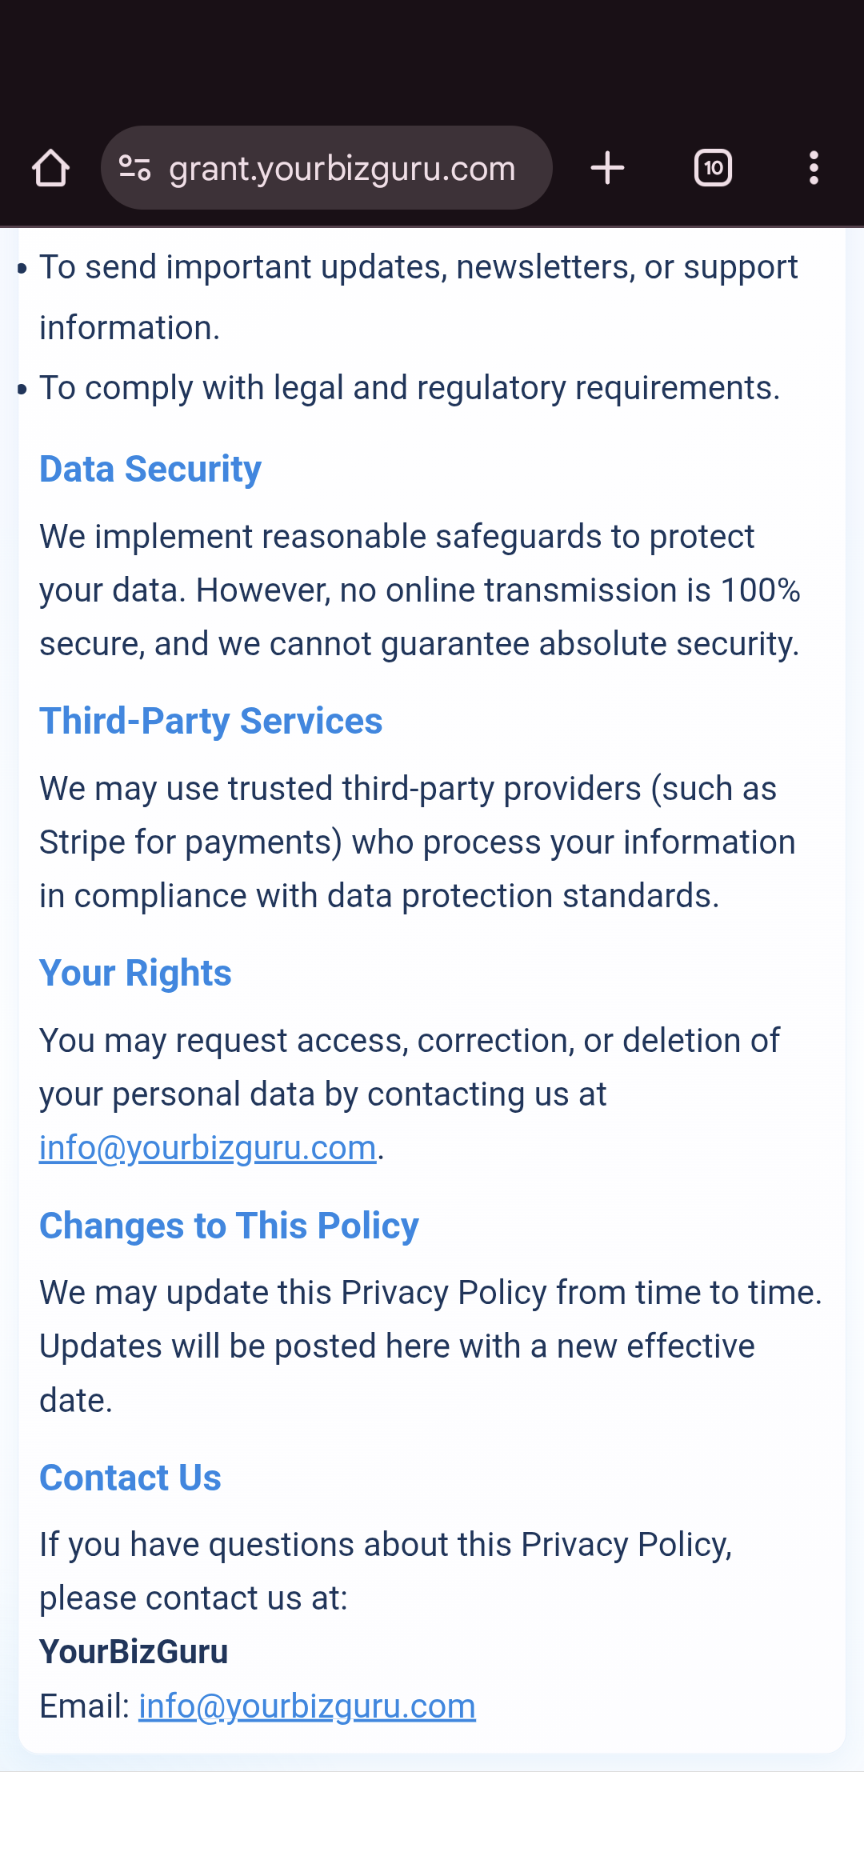 grant.yourbizguru.com
10
• To send important updates, newsletters, or support
information.
• To comply with legal and regulatory requirements.
Data Security
We implement reasonable safeguards to protect
your data. However, no online transmission is 100%
secure, and we cannot guarantee absolute security.
Third-Party Services
We may use trusted third-party providers (such as
Stripe for payments) who process your information
in compliance with data protection standards.
Your Rights
You may request access, correction, or deletion of
your personal data by contacting us at
info@yourbizguru.com.
Changes to This Policy
We may update this Privacy Policy from time to time.
Updates will be posted here with a new effective
date.
Contact Us
If you have questions about this Privacy Policy,
please contact us at:
YourBizGuru
Email: info@yourbizguru.com